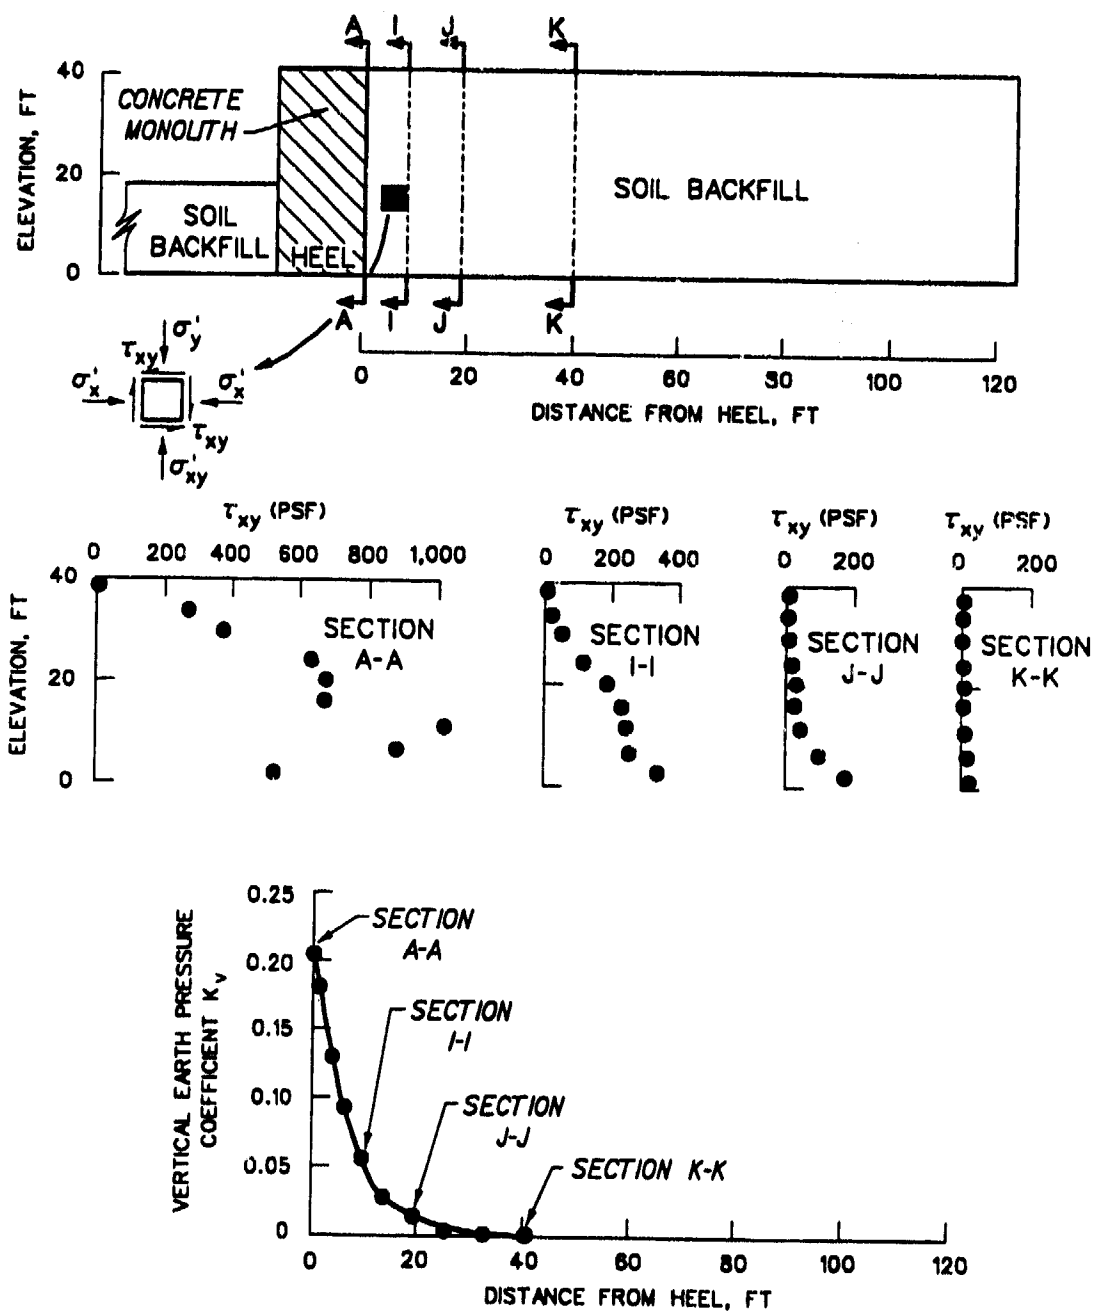 A I J K
40
CONCRETE
MONOLITH
ELEVATION, FT
20
SOIL BACKFILL
SOIL
BACKFILL
HEEL
0
A I J K
σ'y
τxy
σ'x
σ'x
τxy
σ'xy
0 20 40 60 80 100 120
DISTANCE FROM HEEL, FT
τxy (PSF)
0 200 400 600 800 1,000
40
ELEVATION, FT
20
0
SECTION
A-A
τxy (PSF)
0 200 400
SECTION
I-I
τxy (PSF)
0 200
SECTION
J-J
τxy (PSF)
0 200
SECTION
K-K
0.25
0.20
0.15
0.10
0.05
0
VERTICAL EARTH PRESSURE
COEFFICIENT Kv
SECTION
A-A
SECTION
I-I
SECTION
J-J
SECTION K-K
0 20 40 60 80 100 120
DISTANCE FROM HEEL, FT